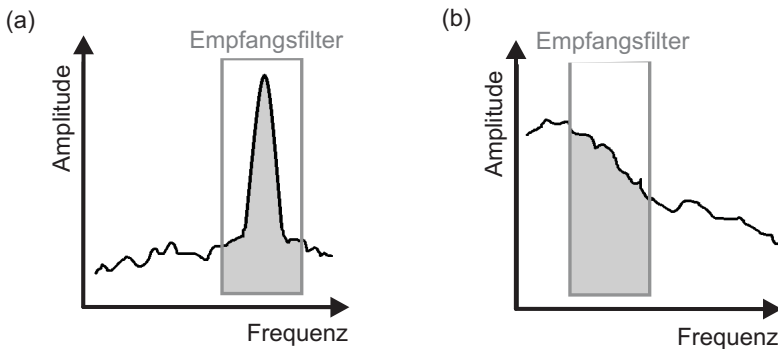 (a)
Empfangsfilter
Amplitude
Frequenz
(b)
Empfangsfilter
Amplitude
Frequenz